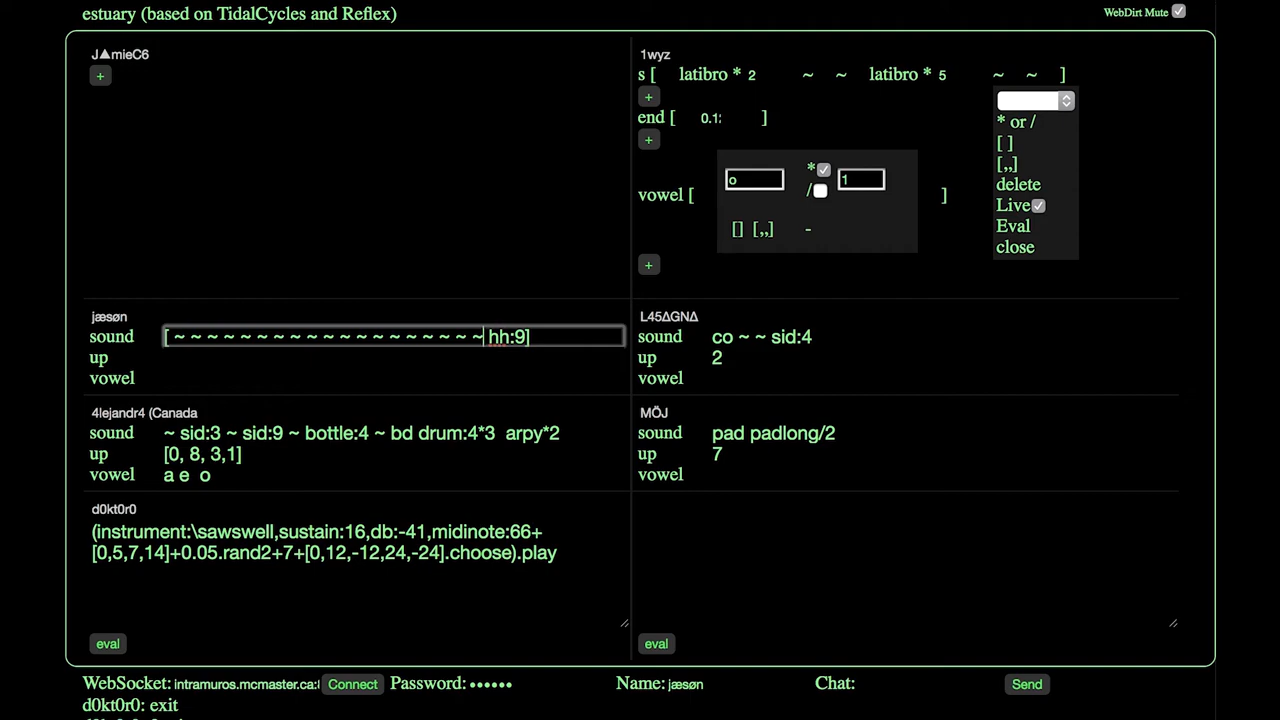 estuary (based on TidalCycles and Reflex)
WebDirt Mute
J▲mieC6
+
1wyz
s [ latibro * 2 ~ ~ latibro * 5 ~ ~ ]
+
end [ 0.12 ]
+
vowel [ o * / 1 ]
[] [,,] -
+
* or /
[ ]
[,,]
delete
Live
Eval
close
jæsøn
sound [ ~ ~ ~ ~ ~ ~ ~ ~ ~ ~ ~ ~ ~ ~ ~ ~ ~ ~ ~ hh:9]
up
vowel
L45∆GN∆
sound co ~ ~ sid:4
up 2
vowel
4lejandr4 (Canada
sound ~ sid:3 ~ sid:9 ~ bottle:4 ~ bd drum:4*3 arpy*2
up [0, 8, 3,1]
vowel a e o
MÖJ
sound pad padlong/2
up 7
vowel
d0kt0r0
(instrument:\sawswell,sustain:16,db:-41,midinote:66+
[0,5,7,14]+0.05.rand2+7+[0,12,-12,24,-24].choose).play
eval
eval
WebSocket: intramuros.mcmaster.ca: Connect Password: •••••• Name: jæsøn Chat: Send
d0kt0r0: exit